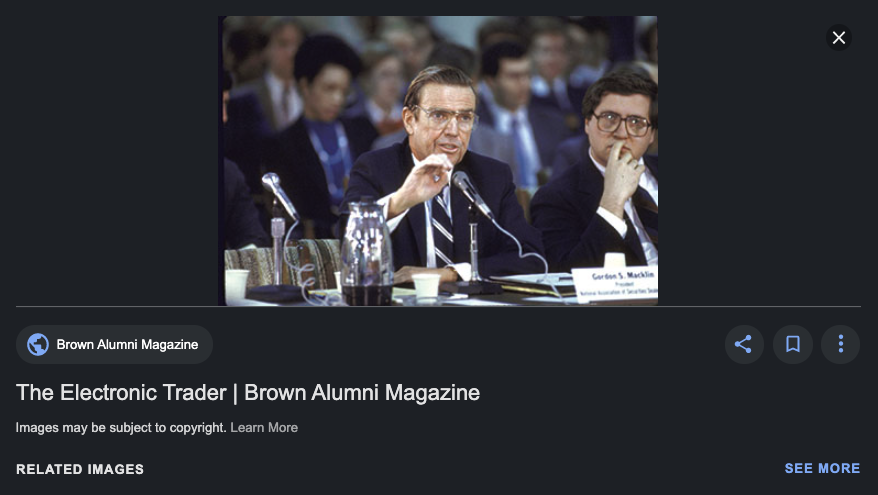 Gordon S. Macklin
President
National Association of Securities Dealers
Brown Alumni Magazine
The Electronic Trader | Brown Alumni Magazine
Images may be subject to copyright. Learn More
RELATED IMAGES
SEE MORE